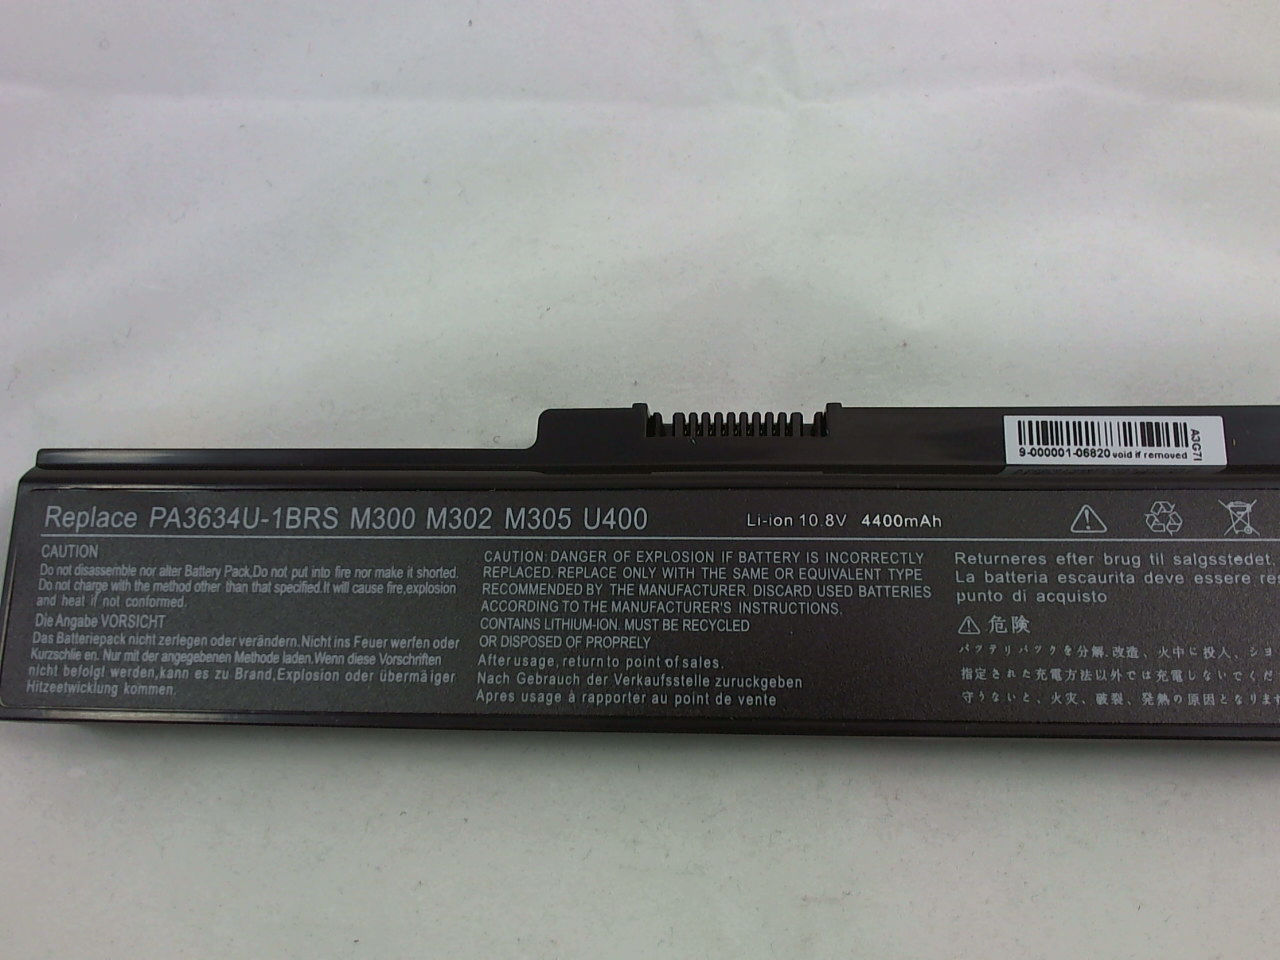 9-000001-06820 void if removed
A3G7I
Replace PA3634U-1BRS M300 M302 M305 U400
Li-ion 10.8V 4400mAh
CAUTION
Do not disassemble nor alter Battery Pack,Do not put into fire nor make it shorted.
Do not charge with the method other than that specified.It will cause fire,explosion
and heat if not conformed.
Die Angabe VORSICHT
Das Batteriepack nicht zerlegen oder verändern.Nicht ins Feuer werfen oder
Kurzschlie en. Nur mit der angegebenen Methode laden.Wenn diese Vorschriften
nicht befolgt werden,kann es zu Brand,Explosion oder übermäiger
Hitzeetwicklung kommen.
CAUTION: DANGER OF EXPLOSION IF BATTERY IS INCORRECTLY
REPLACED. REPLACE ONLY WITH THE SAME OR EQUIVALENT TYPE
RECOMMENDED BY THE MANUFACTURER. DISCARD USED BATTERIES
ACCORDING TO THE MANUFACTURER'S INSTRUCTIONS.
CONTAINS LITHIUM-ION. MUST BE RECYCLED
OR DISPOSED OF PROPERLY
After usage, return to point of sales.
Nach Gebrauch der Verkaufsstelle zuruckgeben
Apres usage à rapporter au point de vente
Returneres efter brug til salgsstedet.
La batteria escaurita deve essere re
punto di acquisto
危険
バッテリパックを分解、改造、火中に投入、ショ
指定された充電方法以外では充電しないでくだ
守うないと、火災、破裂、発熱の原因となります